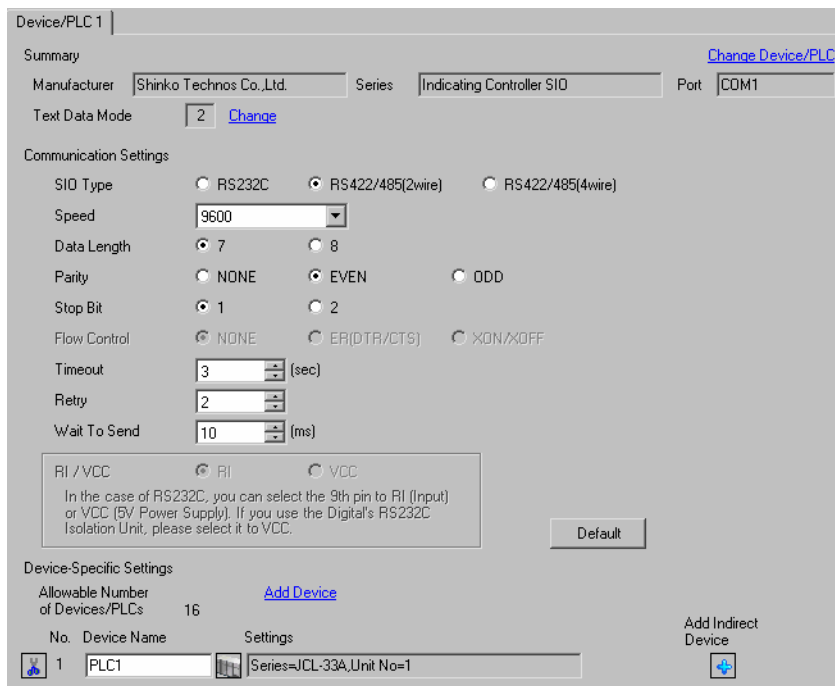 Device/PLC 1
Summary
Change Device/PLC
Manufacturer Shinko Technos Co.,Ltd. Series Indicating Controller SIO Port COM1
Text Data Mode 2 Change
Communication Settings
SIO Type RS232C RS422/485(2wire) RS422/485(4wire)
Speed 9600
Data Length 7 8
Parity NONE EVEN ODD
Stop Bit 1 2
Flow Control NONE ER(DTR/CTS) XON/XOFF
Timeout 3 (sec)
Retry 2
Wait To Send 10 (ms)
RI / VCC RI VCC
In the case of RS232C, you can select the 9th pin to RI (Input)
or VCC (5V Power Supply). If you use the Digital's RS232C
Isolation Unit, please select it to VCC.
Default
Device-Specific Settings
Allowable Number
of Devices/PLCs 16
Add Device
No. Device Name Settings
Add Indirect
Device
1 PLC1 Series=JCL-33A,Unit No=1